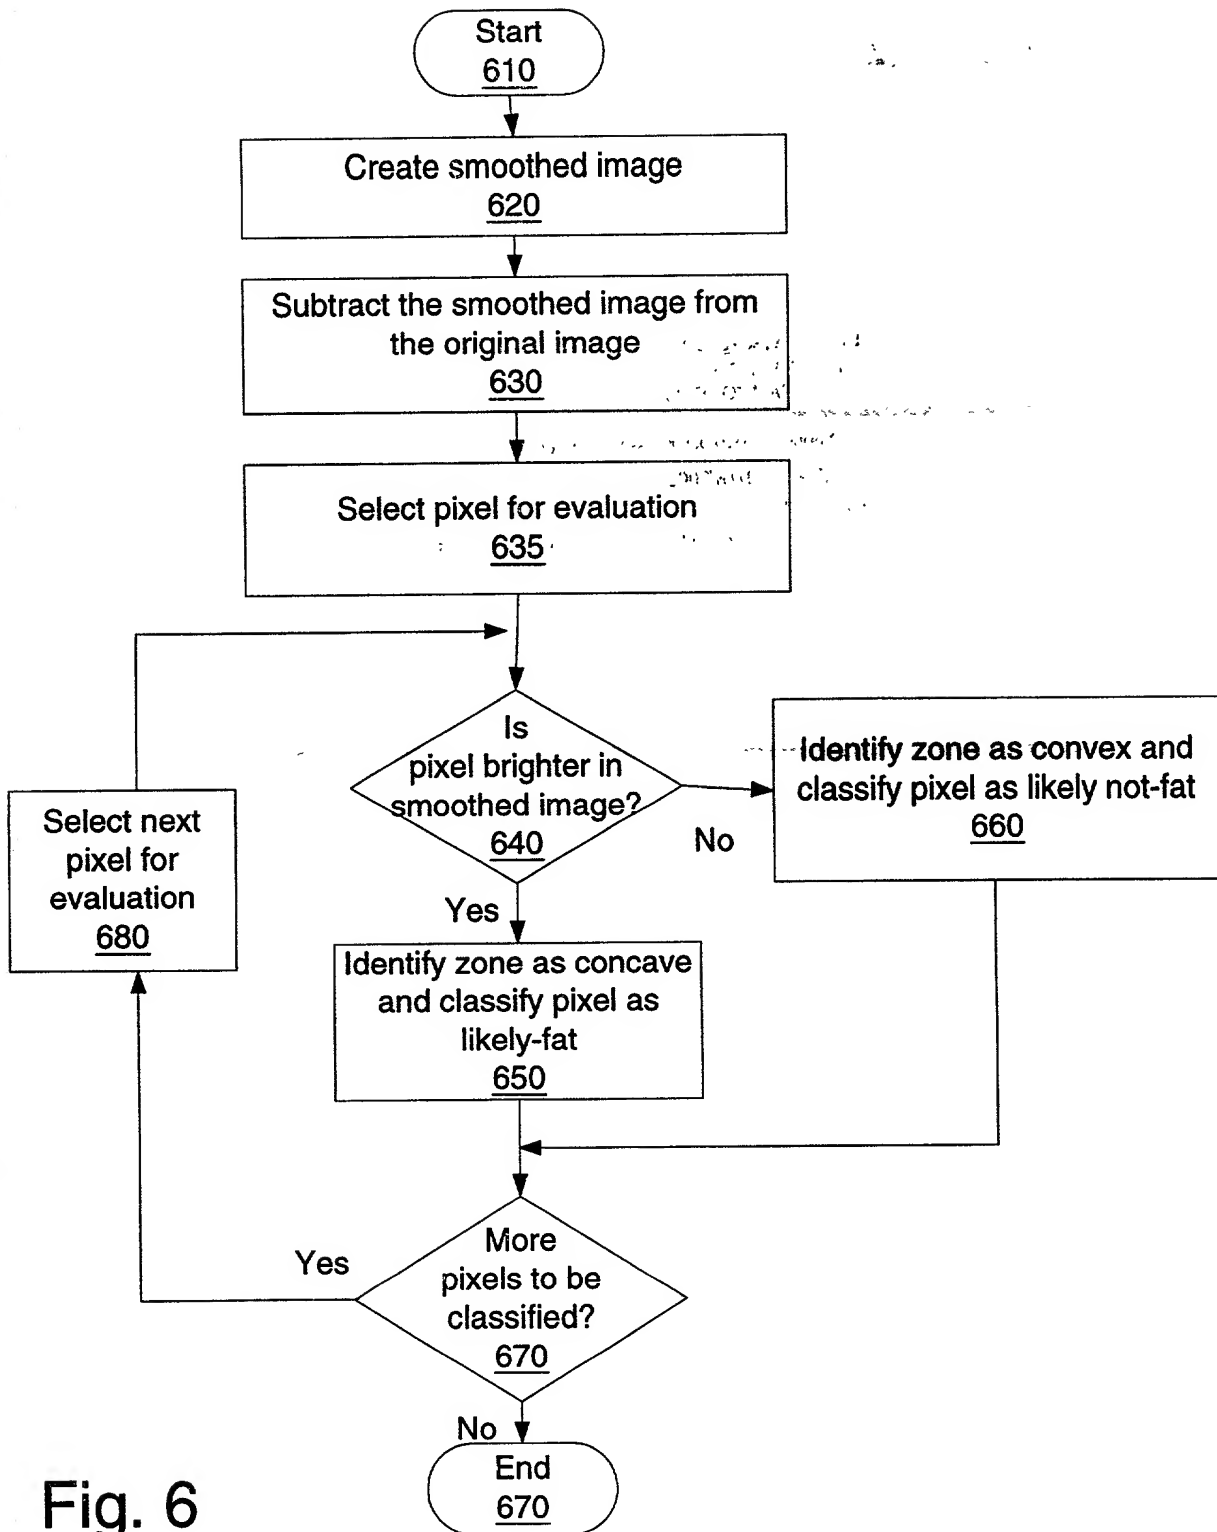 Start
610
Create smoothed image
620
Subtract the smoothed image from
the original image
630
Select pixel for evaluation
635
Is
pixel brighter in
smoothed image?
640
No
Identify zone as convex and
classify pixel as likely not-fat
660
Select next
pixel for
evaluation
680
Yes
Identify zone as concave
and classify pixel as
likely-fat
650
Yes
More
pixels to be
classified?
670
No
End
670
Fig. 6